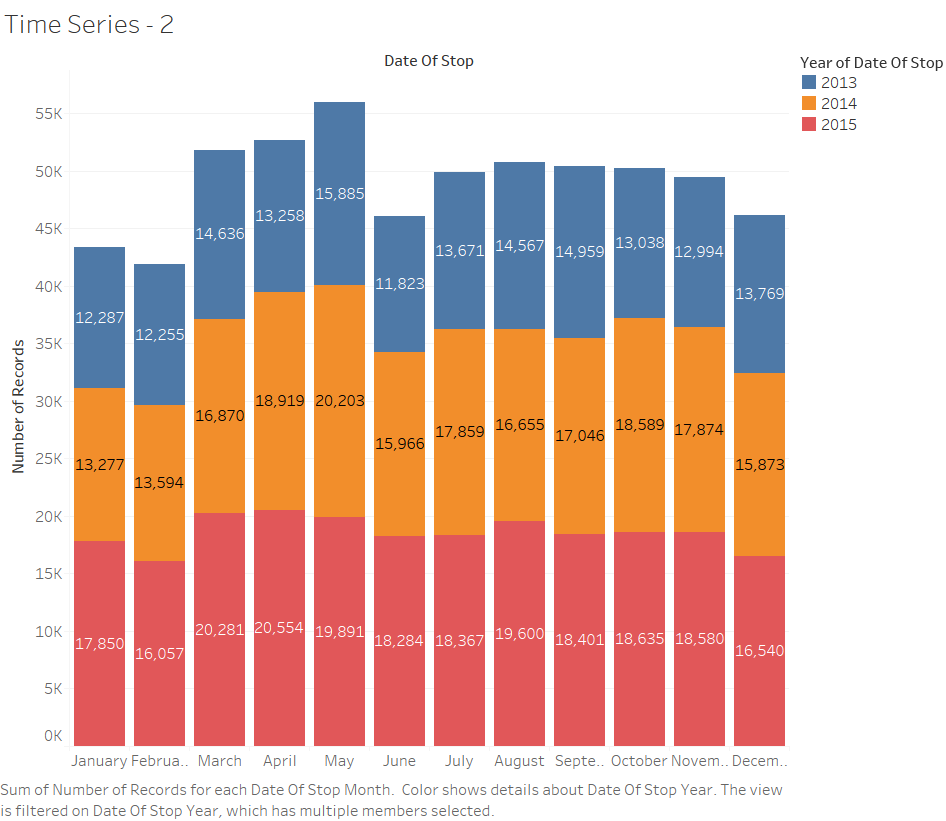 Time Series - 2
Date Of Stop
Year of Date Of Stop
2013
2014
2015
Number of Records
55K
50K
45K
40K
35K
30K
25K
20K
15K
10K
5K
0K
12,287
12,255
14,636
13,258
15,885
11,823
13,671
14,567
14,959
13,038
12,994
13,769
13,277
13,594
16,870
18,919
20,203
15,966
17,859
16,655
17,046
18,589
17,874
15,873
17,850
16,057
20,281
20,554
19,891
18,284
18,367
19,600
18,401
18,635
18,580
16,540
January Februa.. March April May June July August Septe.. October Novem.. Decem..
Sum of Number of Records for each Date Of Stop Month.  Color shows details about Date Of Stop Year. The view
is filtered on Date Of Stop Year, which has multiple members selected.